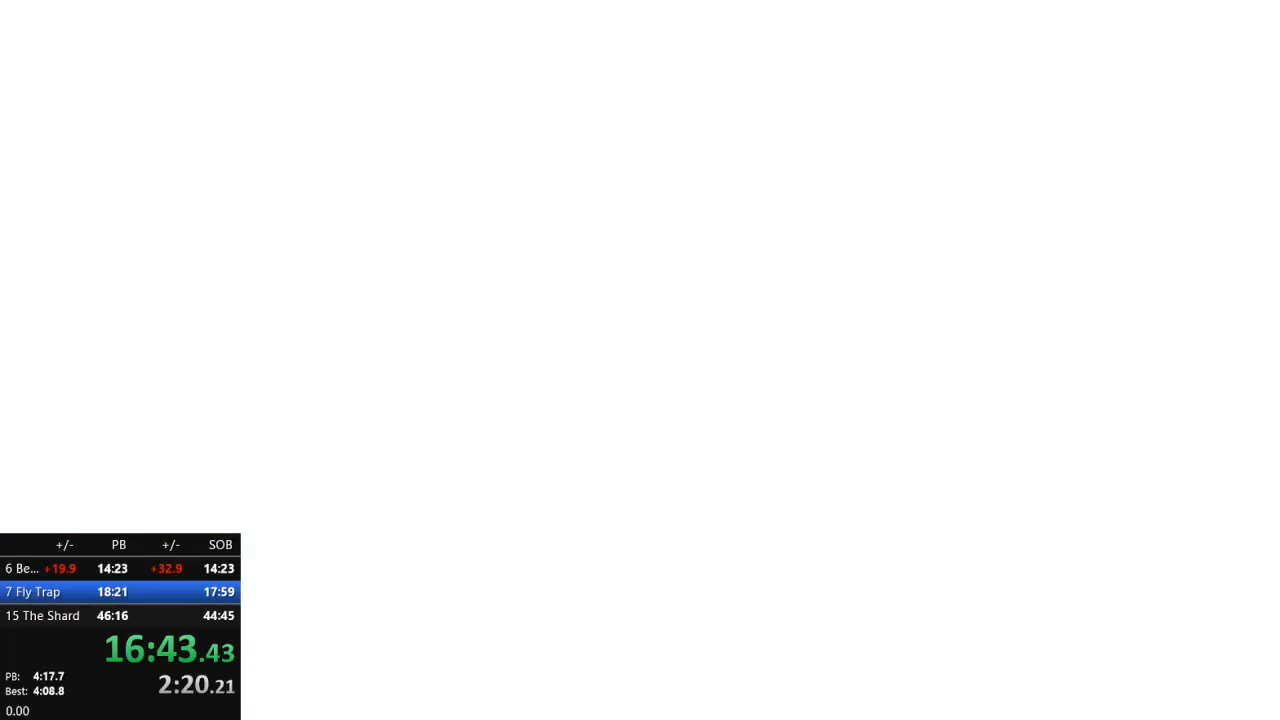 +/- PB +/- SOB
6 Be... +19.9 14:23 +32.9 14:23
7 Fly Trap 18:21 17:59
15 The Shard 46:16 44:45
16:43.43
PB: 4:17.7 2:20.21
Best: 4:08.8
0.00